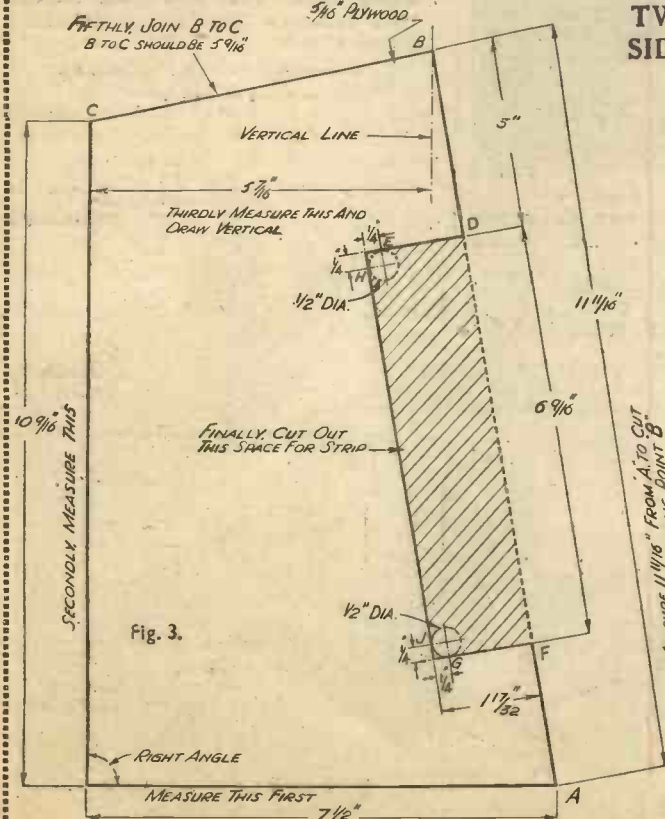 5/16" PLYWOOD
TW
SID
FIFTHLY, JOIN B TO C
B TO C SHOULD BE 5 9/16"
B
C
5"
VERTICAL LINE
5 7/16"
THIRDLY MEASURE THIS AND
DRAW VERTICAL
D
1/4"
E
1/4"
H
1/2" DIA.
11 11/16"
6 9/16"
10 9/16"
SECONDLY, MEASURE THIS
FINALLY, CUT OUT
THIS SPACE FOR STRIP
11 11/16" FROM A TO CUT
POINT "B"
Fig. 3.
1/2" DIA.
J
1/4"
G
1/4"
F
1 17/32"
RIGHT ANGLE
MEASURE THIS FIRST
A
7 1/2"